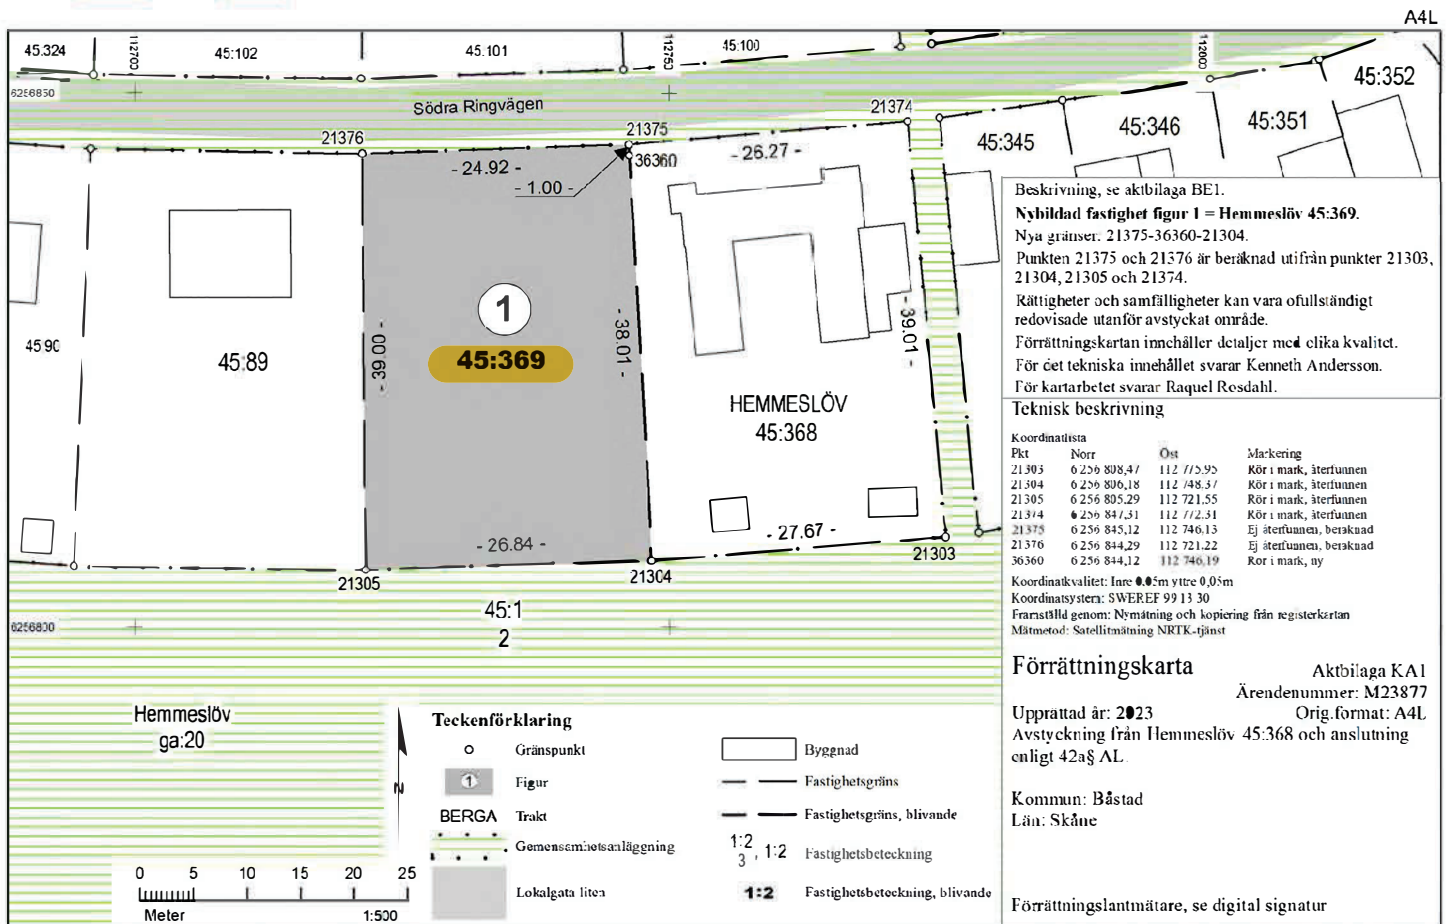 A4L
45:324
45:102
45:101
45:100
112700
112750
112800
6256850
Södra Ringvägen
21376
21375
21374
36360
- 24.92 -
- 1.00 -
- 26.27 -
45:345
45:346
45:351
45:352
1
45:369
- 39.00 -
- 38.01 -
- 39.01 -
45:90
45:89
HEMMESLÖV
45:368
- 26.84 -
- 27.67 -
21305
21304
21303
45:1
2
6256800
Hemmeslöv
ga:20
N
0 5 10 15 20 25
Meter 1:500
Teckenförklaring
Gränspunkt
1 Figur
BERGA Trakt
Gemensamhetsanläggning
Lokalgata liten
Byggnad
Fastighetsgräns
Fastighetsgräns, blivande
1:2
3 , 1:2 Fastighetsbeteckning
1:2 Fastighetsbeteckning, blivande
Beskrivning, se aktbilaga BE1.
Nybildad fastighet figur 1 = Hemmeslöv 45:369.
Nya gränser: 21375-36360-21304.
Punkten 21375 och 21376 är beräknad utifrån punkter 21303,
21304, 21305 och 21374.
Rättigheter och samfälligheter kan vara ofullständigt
redovisade utanför avstyckat område.
Förrättningskartan innehåller detaljer med olika kvalitet.
För det tekniska innehållet svarar Kenneth Andersson.
För kartarbetet svarar Raquel Rosdahl.
Teknisk beskrivning
Koordinatlista
Pkt Norr Öst Markering
21303 6 256 808,47 112 775,95 Rör i mark, återfunnen
21304 6 256 806,18 112 748,37 Rör i mark, återfunnen
21305 6 256 805,29 112 721,55 Rör i mark, återfunnen
21374 6 256 847,31 112 772,31 Rör i mark, återfunnen
21375 6 256 845,12 112 746,13 Ej återfunnen, beräknad
21376 6 256 844,29 112 721,22 Ej återfunnen, beräknad
36360 6 256 844,12 112 746,19 Rör i mark, ny
Koordinatkvalitet: Inre 0.05m yttre 0,05m
Koordinatsystem: SWEREF 99 13 30
Framställd genom: Nymätning och kopiering från registerkartan
Mätmetod: Satellitmätning NRTK-tjänst
Förrättningskarta
Aktbilaga KA1
Ärendenummer: M23877
Upprättad år: 2023 Orig.format: A4L
Avstyckning från Hemmeslöv 45:368 och anslutning
enligt 42a§ AL.
Kommun: Båstad
Län: Skåne
Förrättningslantmätare, se digital signatur